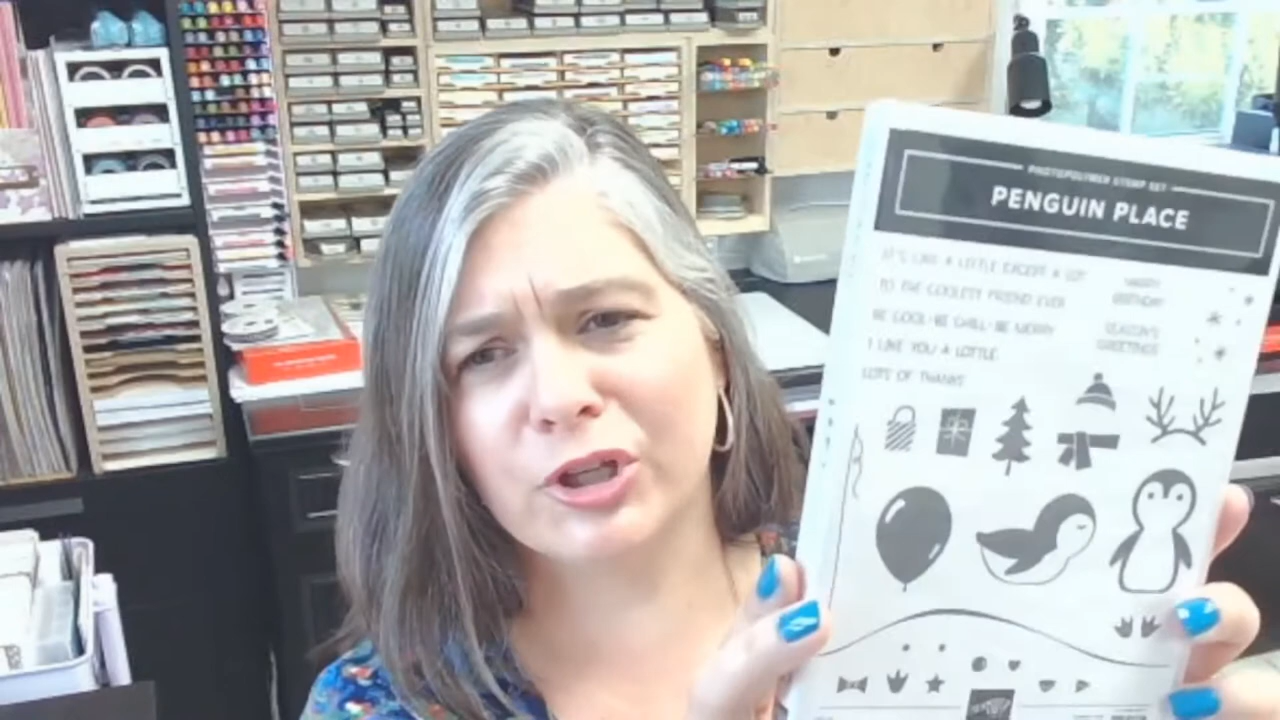 PHOTOPOLYMER STAMP SET
PENGUIN PLACE
IT'S LIKE A LITTLE EXCEPT A LOT
HAPPY
BIRTHDAY
TO THE COOLEST FRIEND EVER
BE COOL • BE CHILL • BE MERRY
SEASON'S
GREETINGS
I LIKE YOU A LOTTLE.
LOTS OF THANKS